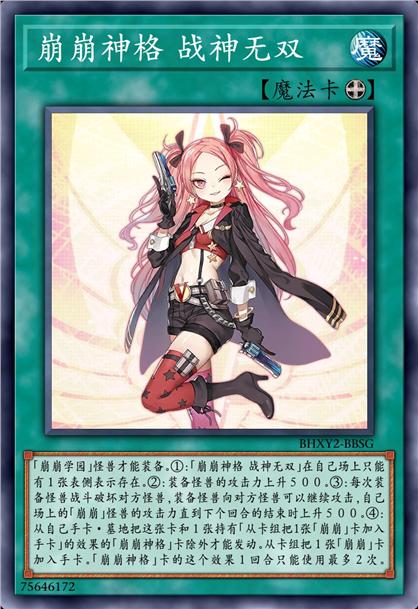 崩崩神格 战神无双
魔
【魔法卡】
BHXY2-BBSG
「崩崩学园」怪兽才能装备。①:「崩崩神格 战神无双」在自己场上只能
有1张表侧表示存在。②:装备怪兽的攻击力上升500。③:每次
装备怪兽战斗破坏对方怪兽,装备怪兽向对方怪兽可以继续攻击,自己
场上的「崩崩」怪兽的攻击力直到下个回合的结束时上升500。④:
从自己手卡・墓地把这张卡和1张持有「从卡组把1张「崩崩」卡加入
手卡」的效果的「崩崩神格」卡除外才能发动。从卡组把1张「崩崩」卡
加入手卡。「崩崩神格」卡的这个效果1回合只能使用最多2次。
75646172